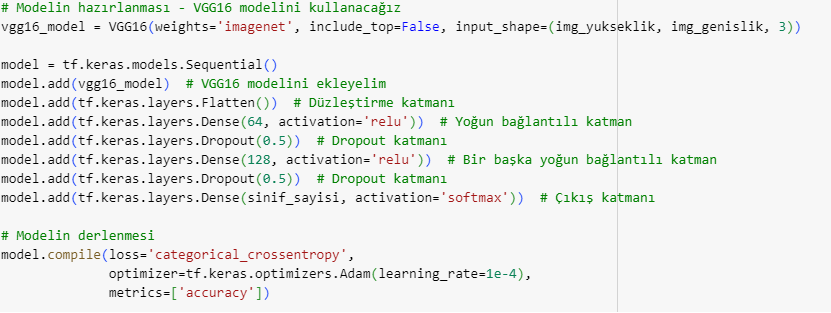 # Modelin hazırlanması - VGG16 modelini kullanacağız
vgg16_model = VGG16(weights='imagenet', include_top=False, input_shape=(img_yukseklik, img_genislik, 3))
model = tf.keras.models.Sequential()
model.add(vgg16_model)  # VGG16 modelini ekleyelim
model.add(tf.keras.layers.Flatten())  # Düzleştirme katmanı
model.add(tf.keras.layers.Dense(64, activation='relu'))  # Yoğun bağlantılı katman
model.add(tf.keras.layers.Dropout(0.5))  # Dropout katmanı
model.add(tf.keras.layers.Dense(128, activation='relu'))  # Bir başka yoğun bağlantılı katman
model.add(tf.keras.layers.Dropout(0.5))  # Dropout katmanı
model.add(tf.keras.layers.Dense(sinif_sayisi, activation='softmax'))  # Çıkış katmanı
# Modelin derlenmesi
model.compile(loss='categorical_crossentropy',
              optimizer=tf.keras.optimizers.Adam(learning_rate=1e-4),
              metrics=['accuracy'])